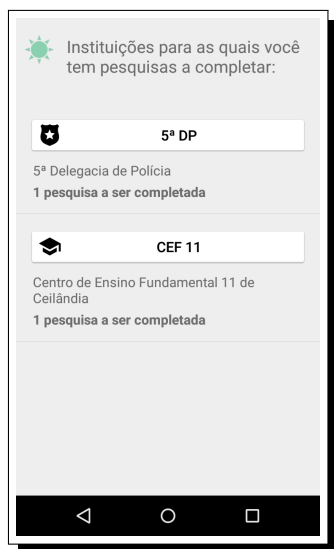 Instituições para as quais você
tem pesquisas a completar:
5ª DP
5ª Delegacia de Polícia
1 pesquisa a ser completada
CEF 11
Centro de Ensino Fundamental 11 de
Ceilândia
1 pesquisa a ser completada